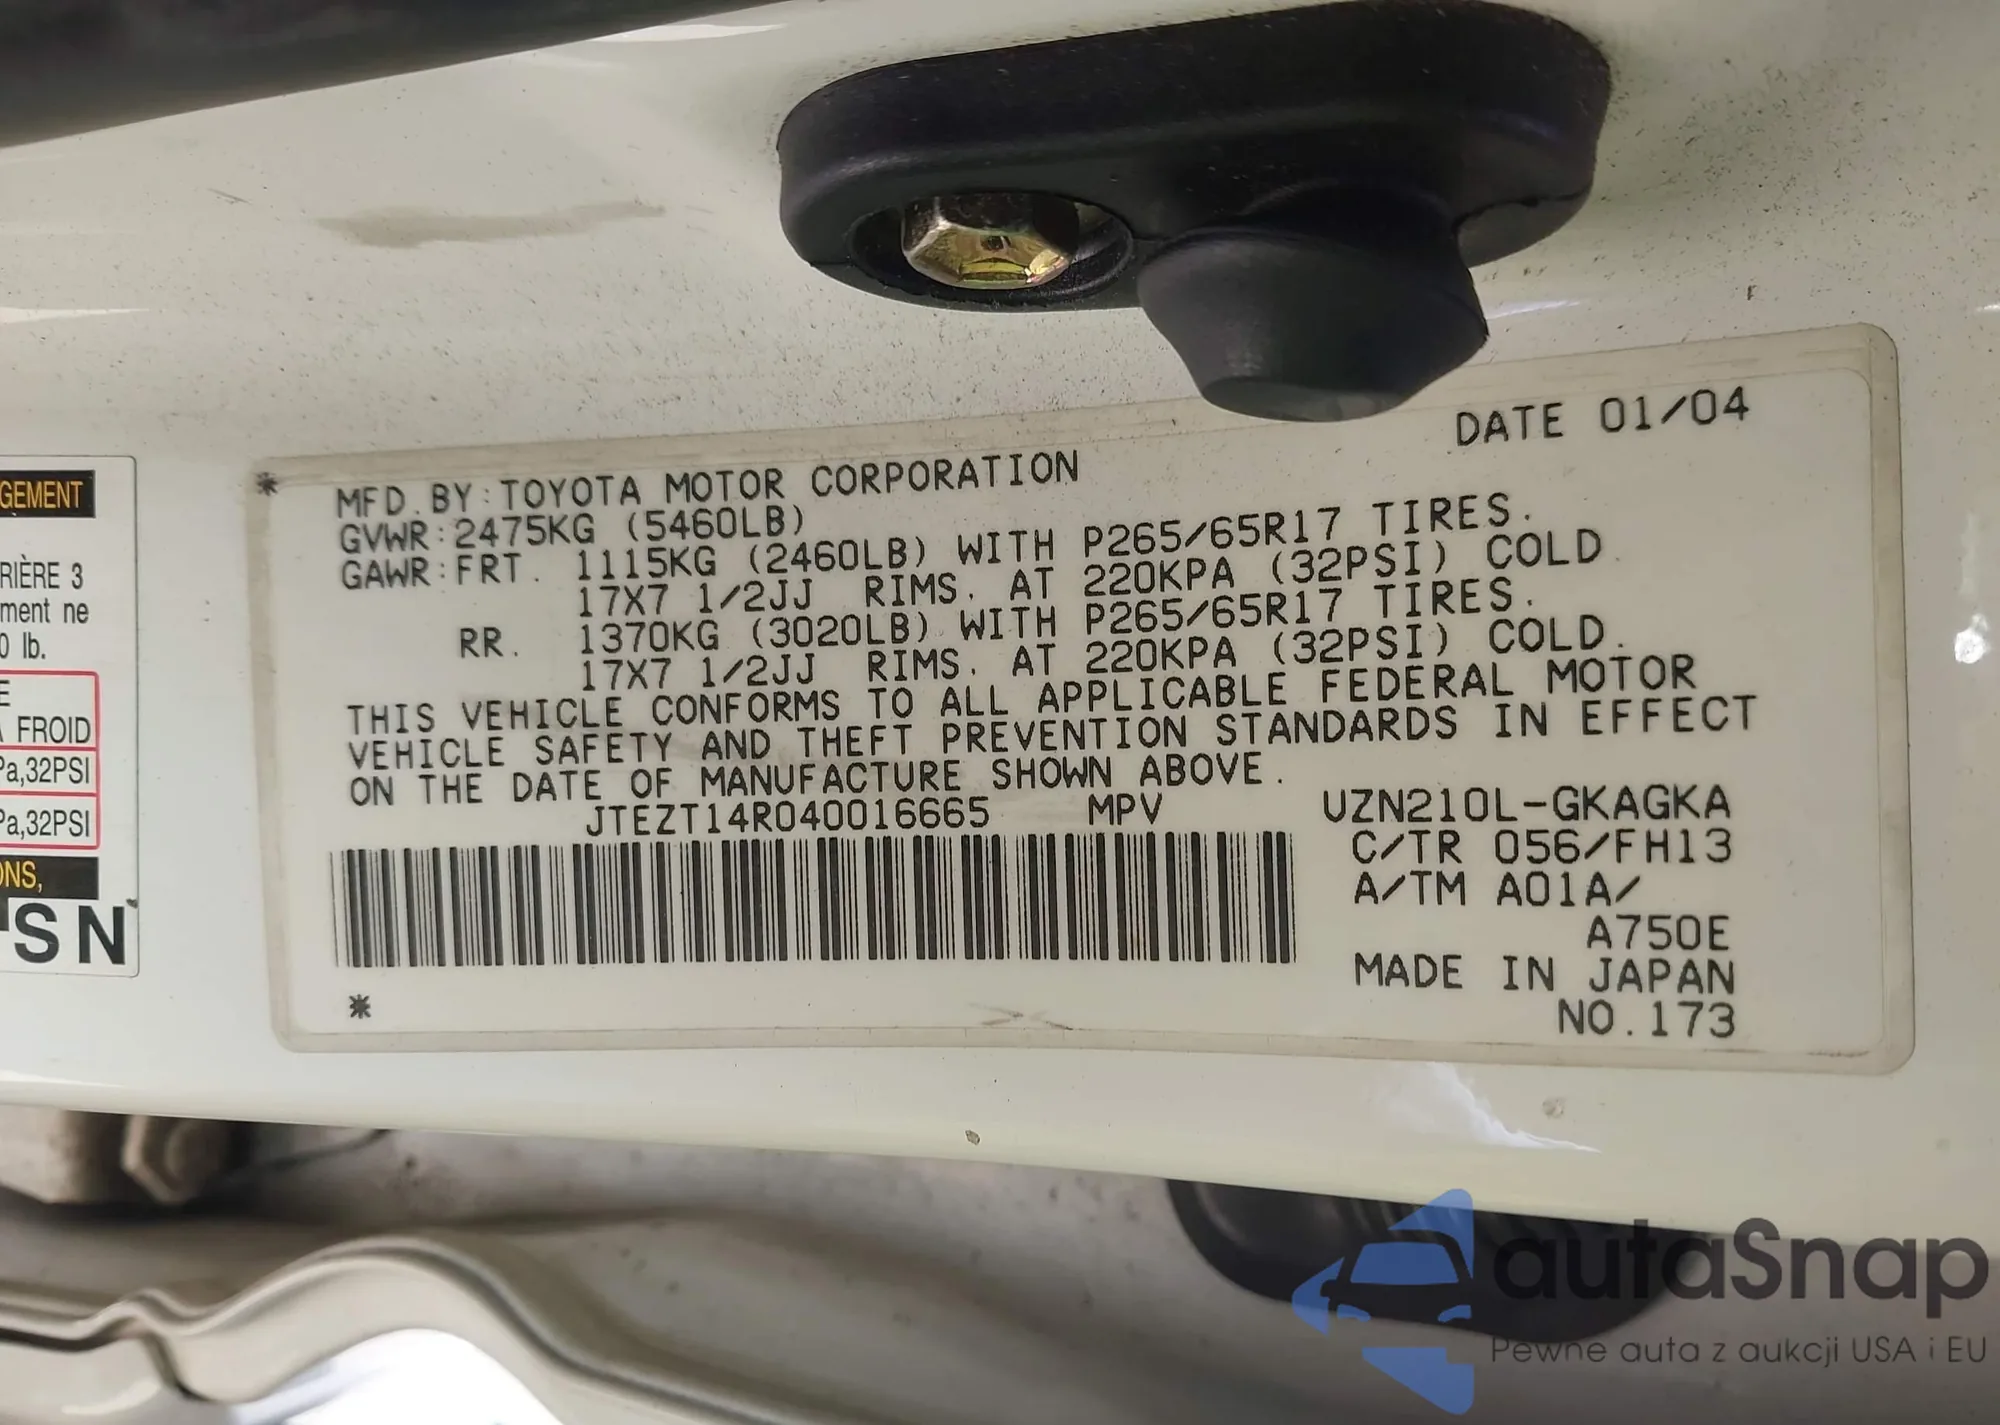 DATE 01/04
* MFD.BY:TOYOTA MOTOR CORPORATION
GVWR:2475KG (5460LB)
GAWR:FRT. 1115KG (2460LB) WITH P265/65R17 TIRES.
17X7 1/2JJ RIMS. AT 220KPA (32PSI) COLD.
RR. 1370KG (3020LB) WITH P265/65R17 TIRES.
17X7 1/2JJ RIMS. AT 220KPA (32PSI) COLD.
THIS VEHICLE CONFORMS TO ALL APPLICABLE FEDERAL MOTOR
VEHICLE SAFETY AND THEFT PREVENTION STANDARDS IN EFFECT
ON THE DATE OF MANUFACTURE SHOWN ABOVE.
JTEZT14R040016665 MPV UZN210L-GKAGKA
C/TR 056/FH13
A/TM A01A/
A750E
MADE IN JAPAN
* NO.173
GEMENT
RIÈRE 3
ment ne
0 lb.
E
À FROID
Pa,32PSI
Pa,32PSI
ONS,
SN
autaSnap
Pewne auta z aukcji USA i EU